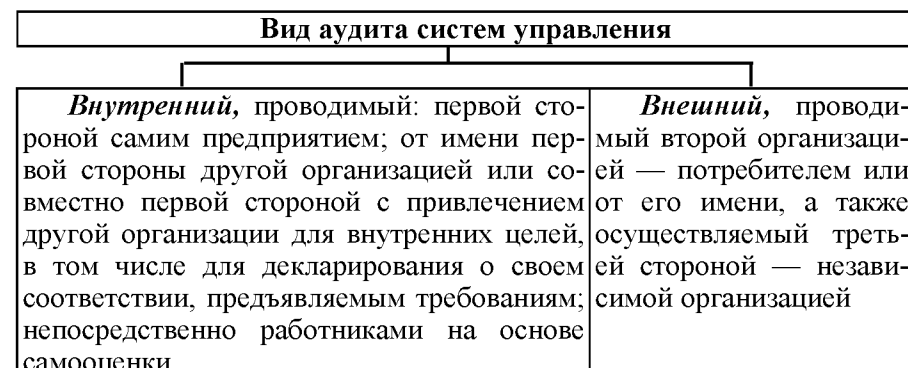 Вид аудита систем управления
Внутренний, проводимый: первой сто-
роной самим предприятием; от имени пер-
вой стороны другой организацией или со-
вместно первой стороной с привлечением
другой организации для внутренних целей,
в том числе для декларирования о своем
соответствии, предъявляемым требованиям;
непосредственно работниками на основе
самооценки
Внешний, проводи-
мый второй организаци-
ей — потребителем или
от его имени, а также
осуществляемый треть-
ей стороной — незави-
симой организацией